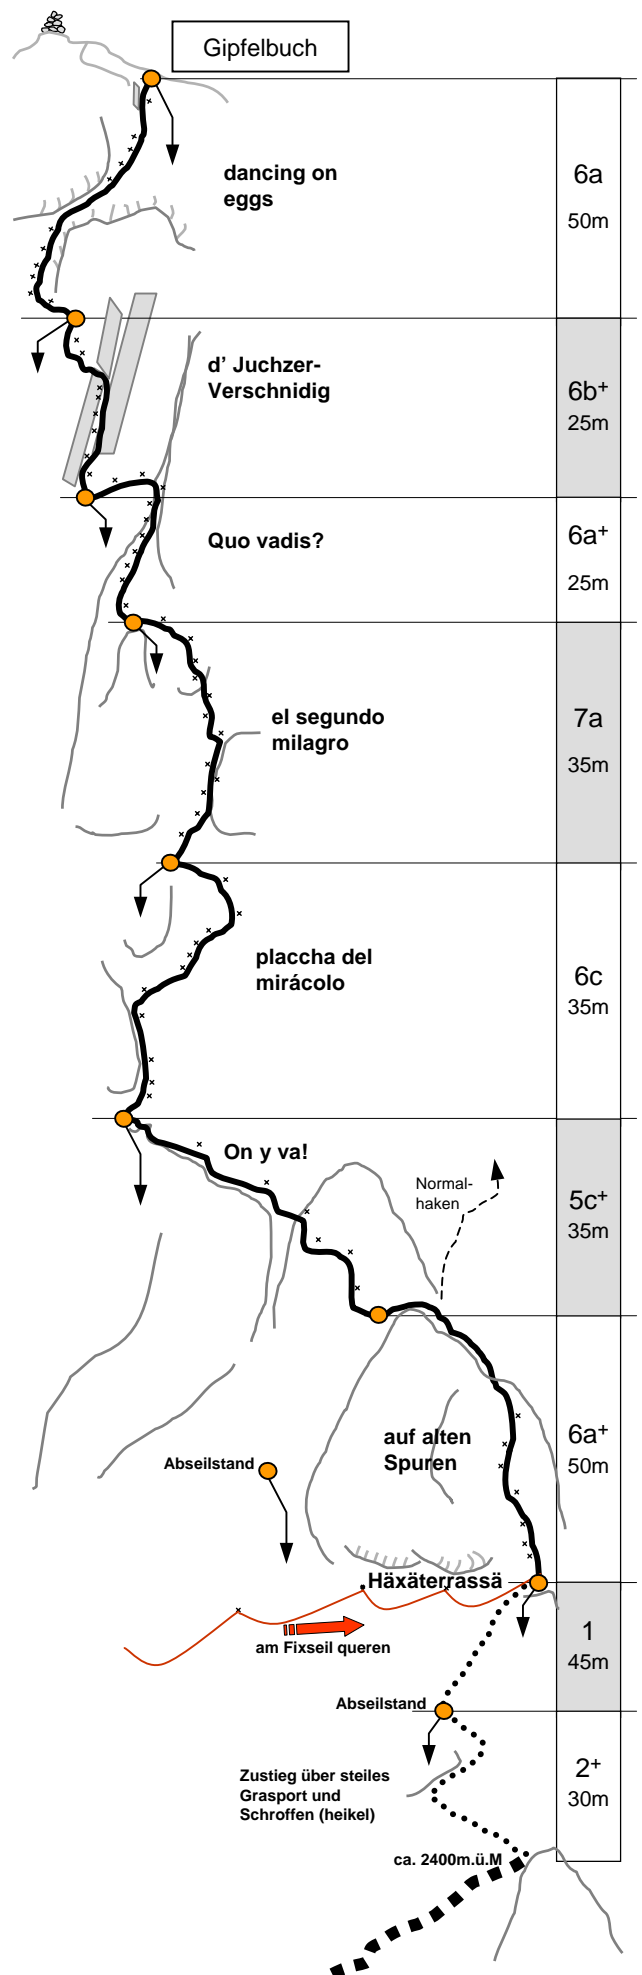 Gipfelbuch
dancing on
eggs
6a
50m
d' Juchzer-
Verschnidig
6b+
25m
Quo vadis?
6a+
25m
el segundo
milagro
7a
35m
placcha del
mirácolo
6c
35m
On y va!
Normal-
haken
5c+
35m
auf alten
Spuren
6a+
50m
Abseilstand
Häxäterrassä
am Fixseil queren
1
45m
Abseilstand
Zustieg über steiles
Grasport und
Schroffen (heikel)
2+
30m
ca. 2400m.ü.M